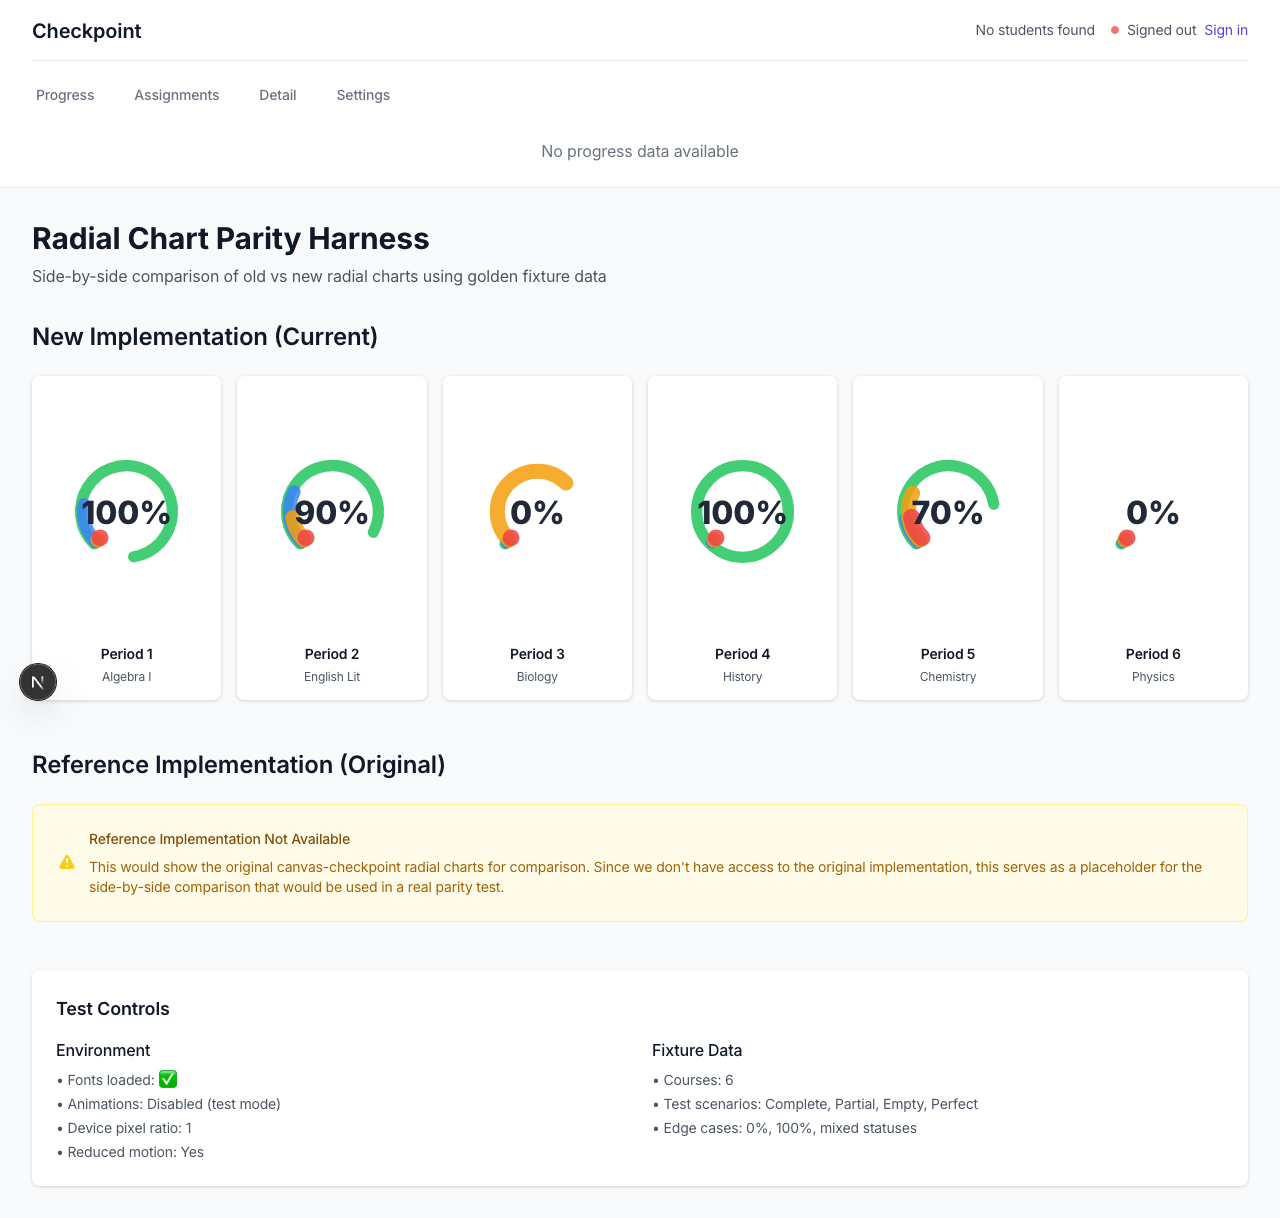 Checkpoint
No students found
Signed out
Sign in
Progress
Assignments
Detail
Settings
No progress data available
Radial Chart Parity Harness
Side-by-side comparison of old vs new radial charts using golden fixture data
New Implementation (Current)
100%
90%
0%
100%
70%
0%
Period 1
Algebra I
Period 2
English Lit
Period 3
Biology
Period 4
History
Period 5
Chemistry
Period 6
Physics
N
Reference Implementation (Original)
Reference Implementation Not Available
This would show the original canvas-checkpoint radial charts for comparison. Since we don't have access to the original implementation, this serves as a placeholder for the
side-by-side comparison that would be used in a real parity test.
Test Controls
Environment
• Fonts loaded: ✅
• Animations: Disabled (test mode)
• Device pixel ratio: 1
• Reduced motion: Yes
Fixture Data
• Courses: 6
• Test scenarios: Complete, Partial, Empty, Perfect
• Edge cases: 0%, 100%, mixed statuses